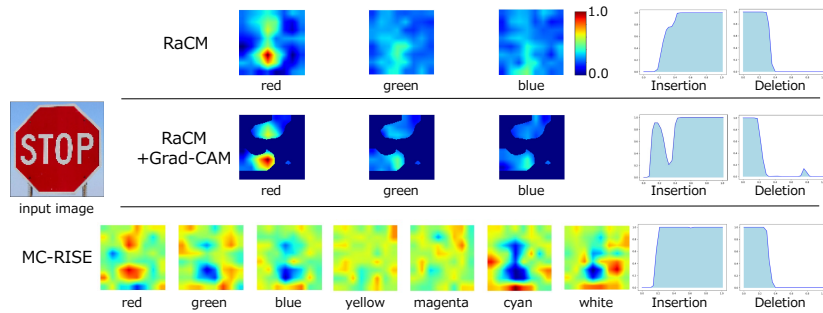 RaCM
red
green
blue
1.0
0.0
Insertion
Deletion
STOP
input image
RaCM
+Grad-CAM
red
green
blue
Insertion
Deletion
MC-RISE
red
green
blue
yellow
magenta
cyan
white
Insertion
Deletion